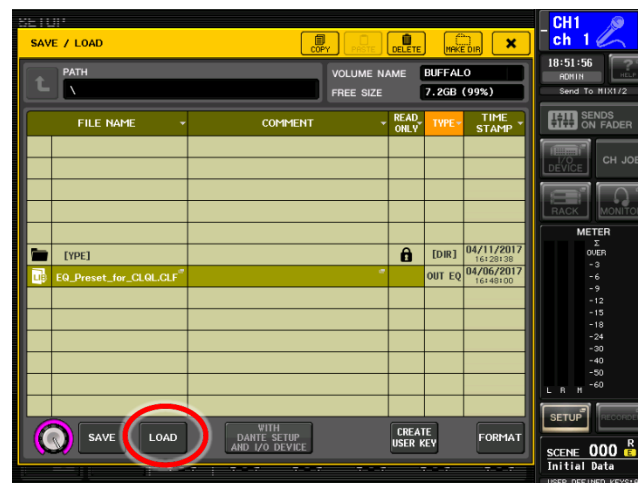 SETUP
SAVE / LOAD
COPY
PASTE
DELETE
MAKE DIR
PATH
\
VOLUME NAME BUFFALO
FREE SIZE 7.2GB (99%)
FILE NAME COMMENT READ ONLY TYPE TIME STAMP
[YPE] [DIR] 04/11/2017
16:28:38
EQ_Preset_for_CLQL.CLF OUT EQ 04/06/2017
16:48:00
SAVE
LOAD
WITH
DANTE SETUP
AND I/O DEVICE
CREATE
USER KEY
FORMAT
CH1
ch 1
18:51:56
ADMIN
?
HELP
Send To MIX1/2
SENDS
ON FADER
I/O
DEVICE
CH JOB
RACK
MONITOR
METER
Σ
OVER
-3
-6
-9
-12
-15
-18
-24
-30
-40
-50
-60
L R M
SETUP
RECORDER
SCENE 000 R
E
Initial Data